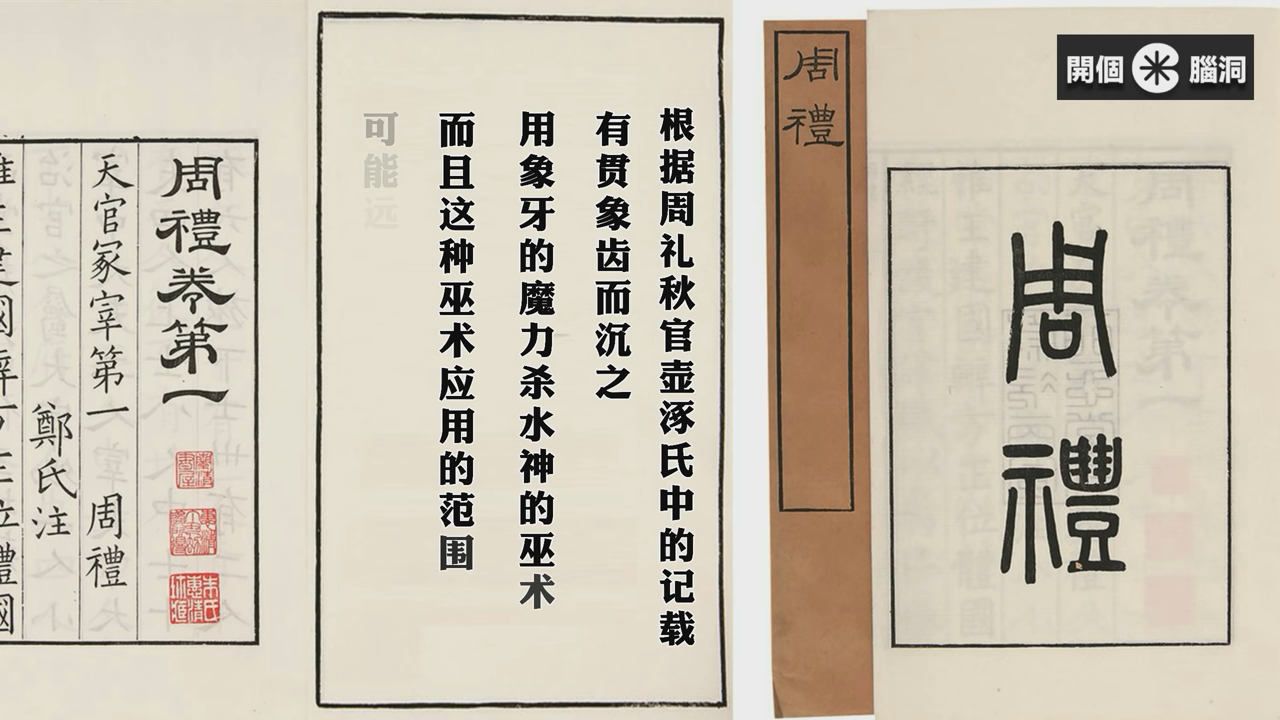 開個 腦洞
周禮
周禮
根据周礼秋官壶涿氏中的记载
有贯象齿而沉之
用象牙的魔力杀水神的巫术
而且这种巫术应用的范围
可能远
周禮卷第一
天官冢宰第一 周禮
鄭氏注